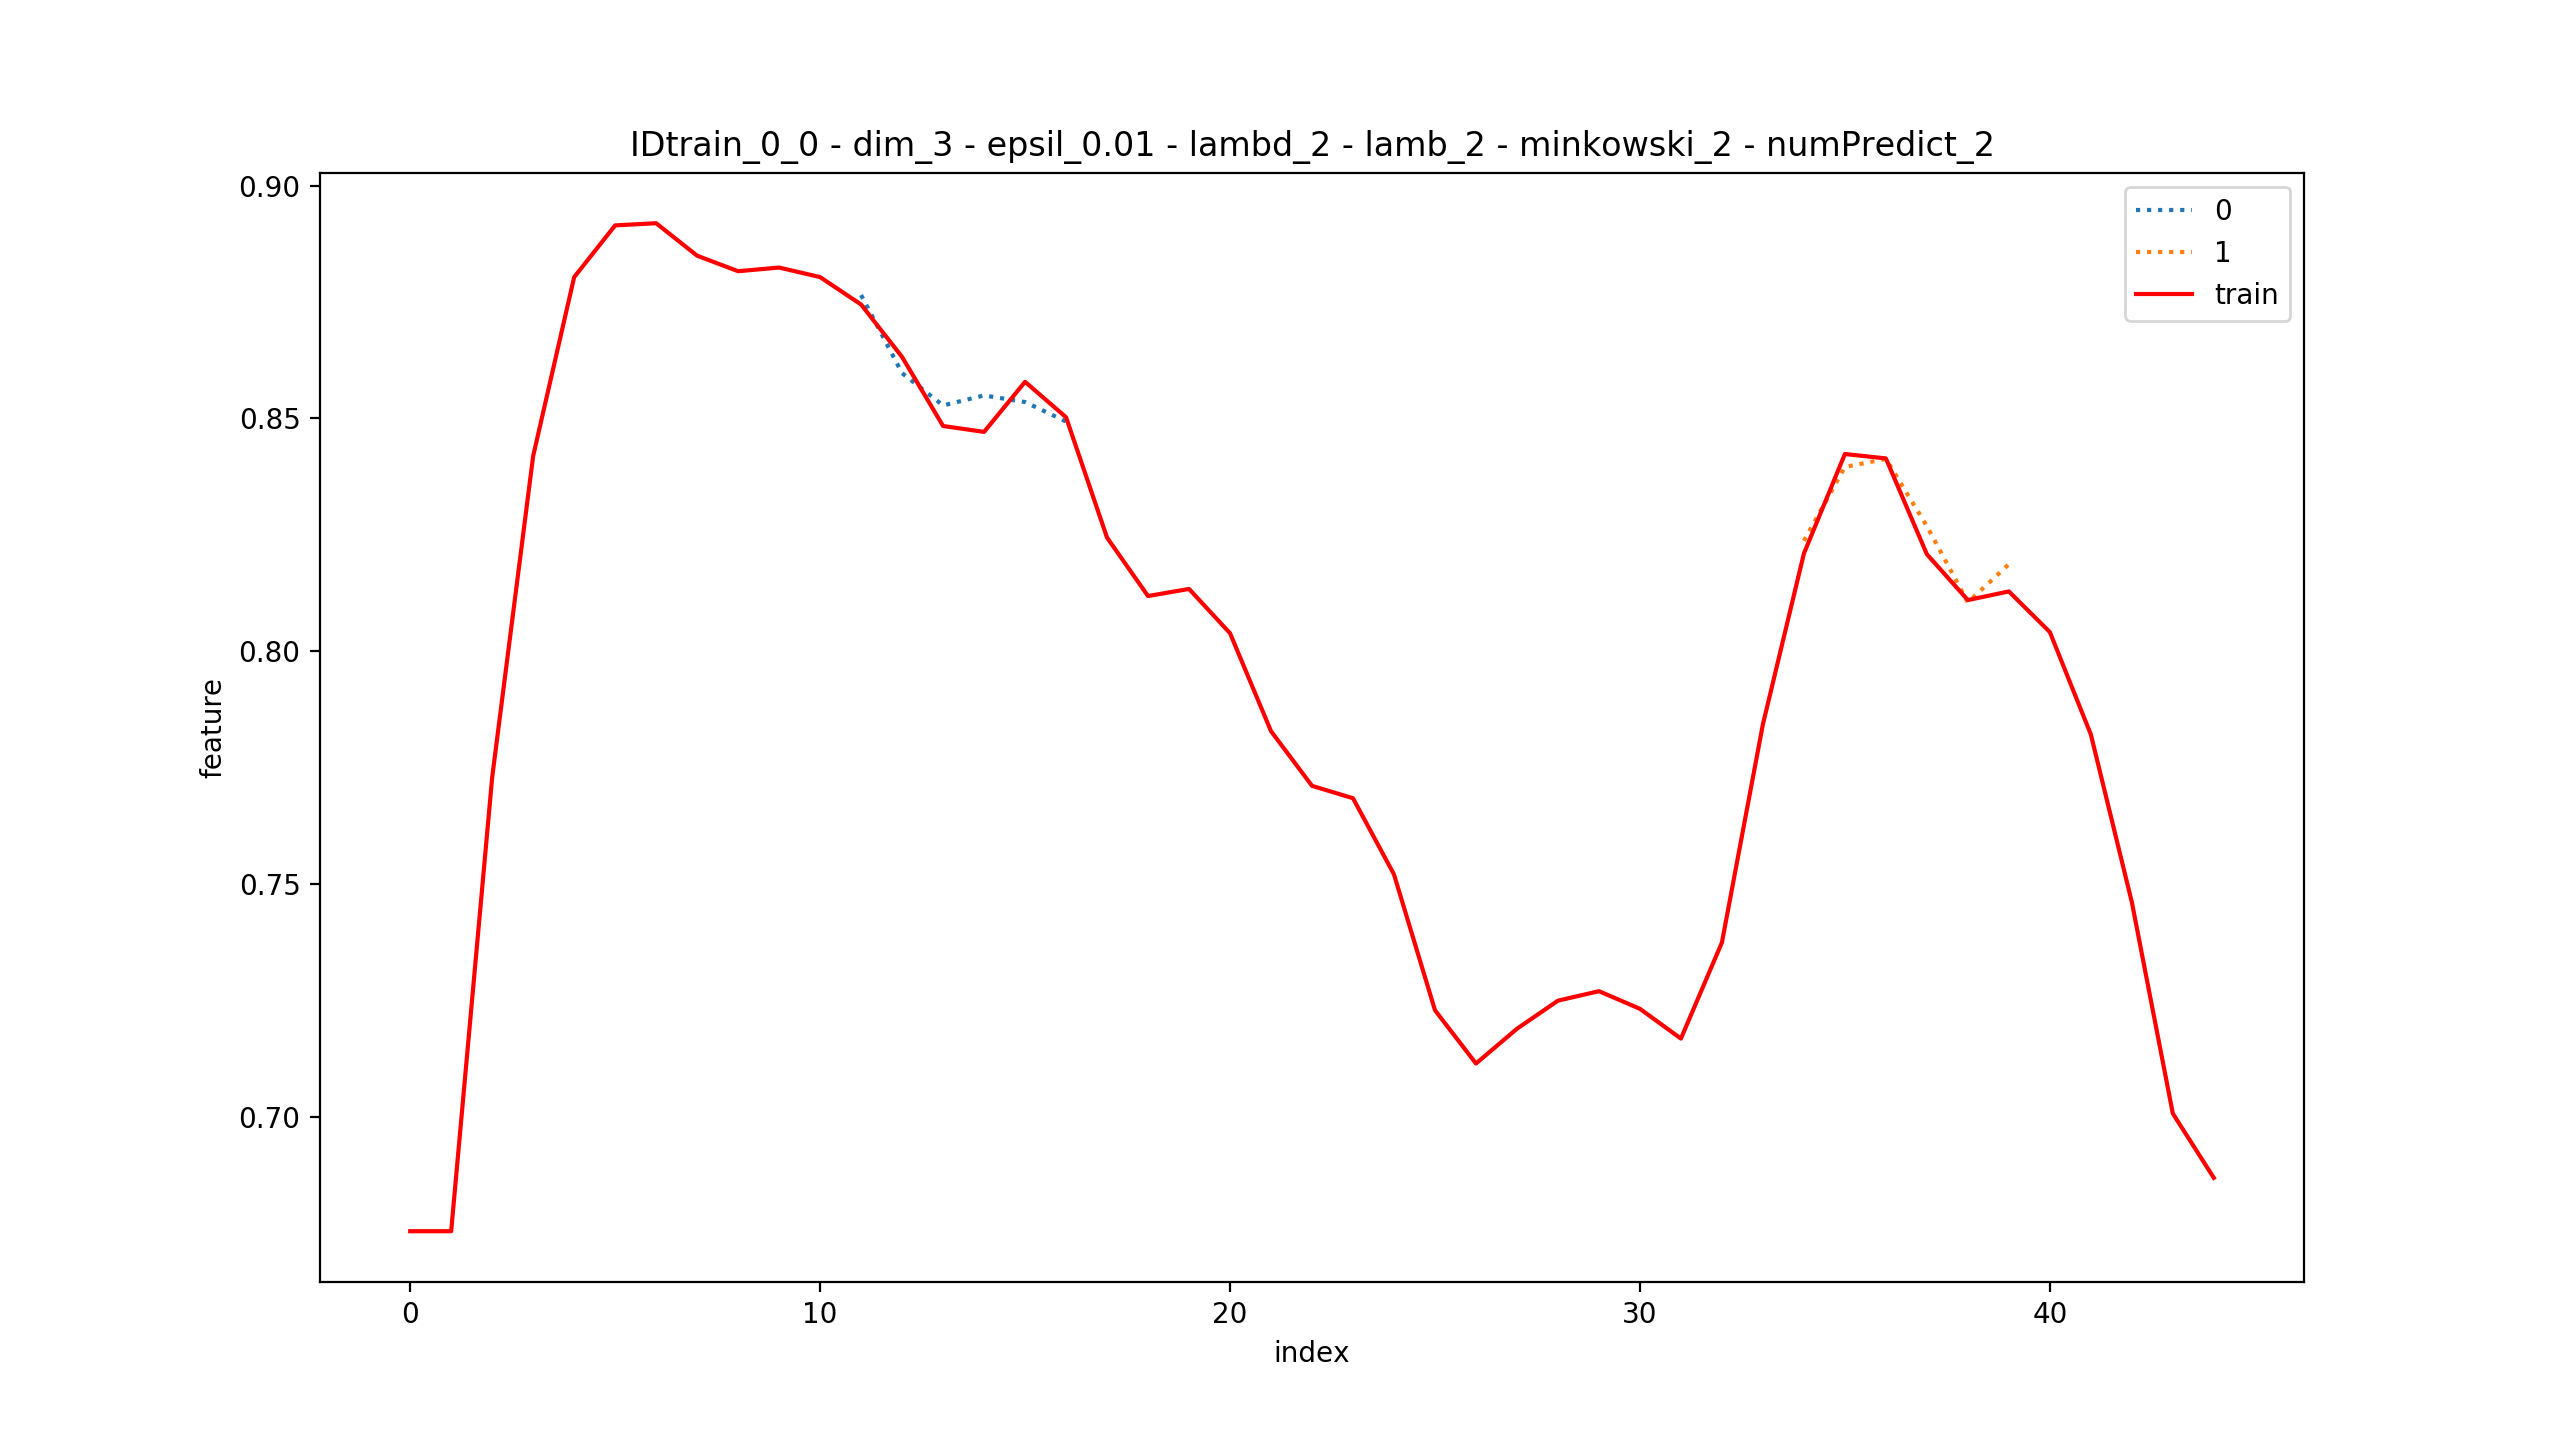 IDtrain_0_0 - dim_3 - epsil_0.01 - lambd_2 - lamb_2 - minkowski_2 - numPredict_2
0.90
0.85
0.80
0.75
0.70
feature
0
1
train
0 10 20 30 40
index